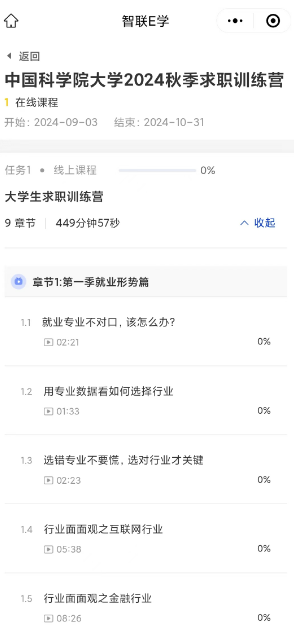 智联E学
返回
中国科学院大学2024秋季求职训练营
1 在线课程
开始: 2024-09-03 结束: 2024-10-31
任务1 • 线上课程 0%
大学生求职训练营
9 章节 449分钟57秒 收起
章节1:第一季就业形势篇
1.1 就业专业不对口，该怎么办?
02:21 0%
1.2 用专业数据看如何选择行业
01:33 0%
1.3 选错专业不要慌，选对行业才关键
02:23 0%
1.4 行业面面观之互联网行业
05:38 0%
1.5 行业面面观之金融行业
08:26 0%